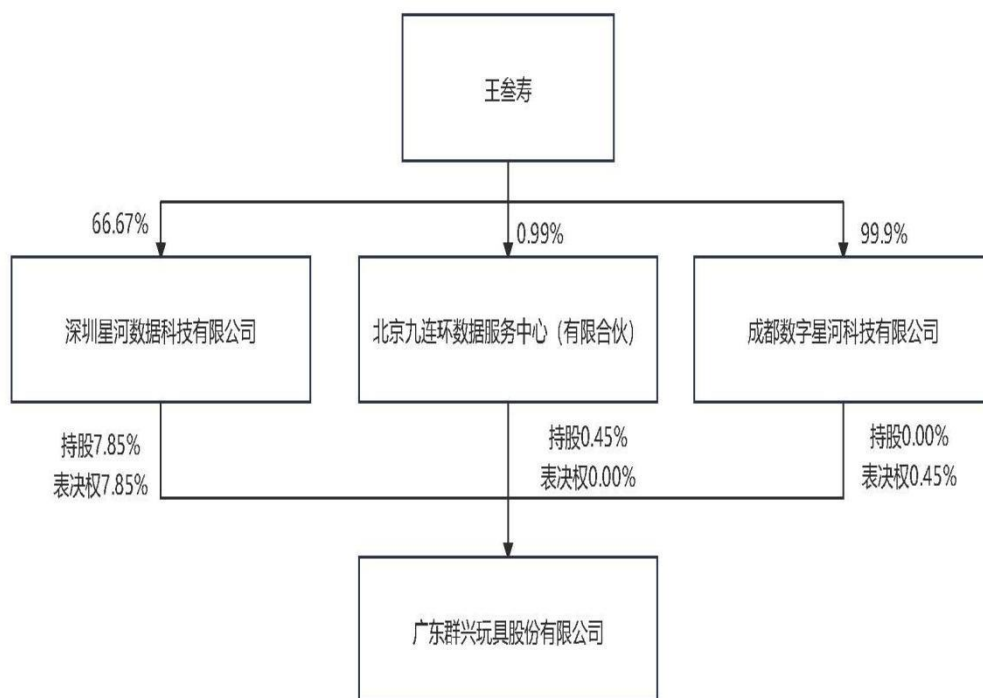 王叁寿
66.67%
0.99%
99.9%
深圳星河数据科技有限公司
北京九连环数据服务中心（有限合伙）
成都数字星河科技有限公司
持股7.85%
表决权7.85%
持股0.45%
表决权0.00%
持股0.00%
表决权0.45%
广东群兴玩具股份有限公司